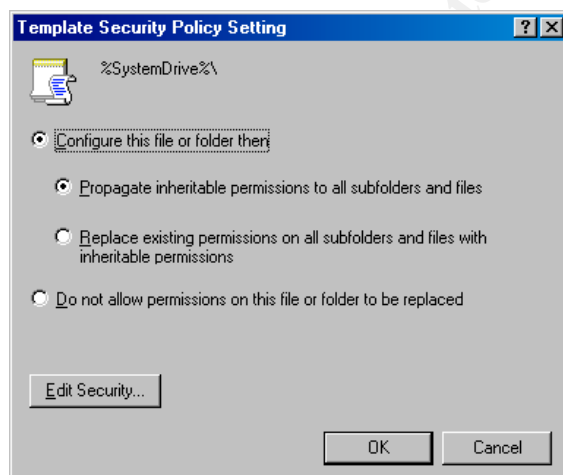 Template Security Policy Setting
%SystemDrive%\
Configure this file or folder then
Propagate inheritable permissions to all subfolders and files
Replace existing permissions on all subfolders and files with
inheritable permissions
Do not allow permissions on this file or folder to be replaced
Edit Security...
OK
Cancel